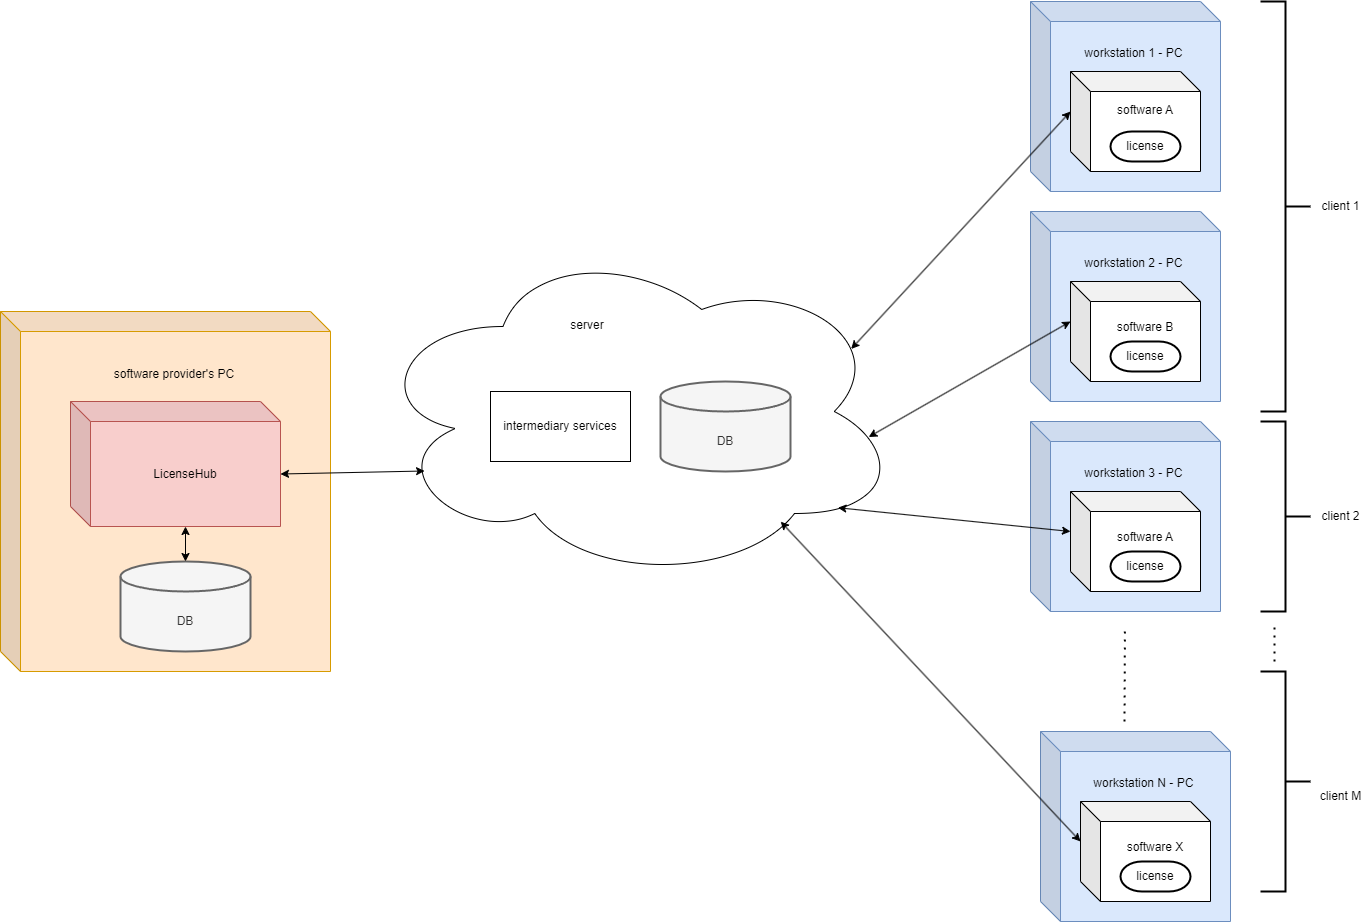 software provider's PC
LicenseHub
DB
server
intermediary services
DB
workstation 1 - PC
software A
license
workstation 2 - PC
software B
license
client 1
workstation 3 - PC
software A
license
client 2
workstation N - PC
software X
license
client M